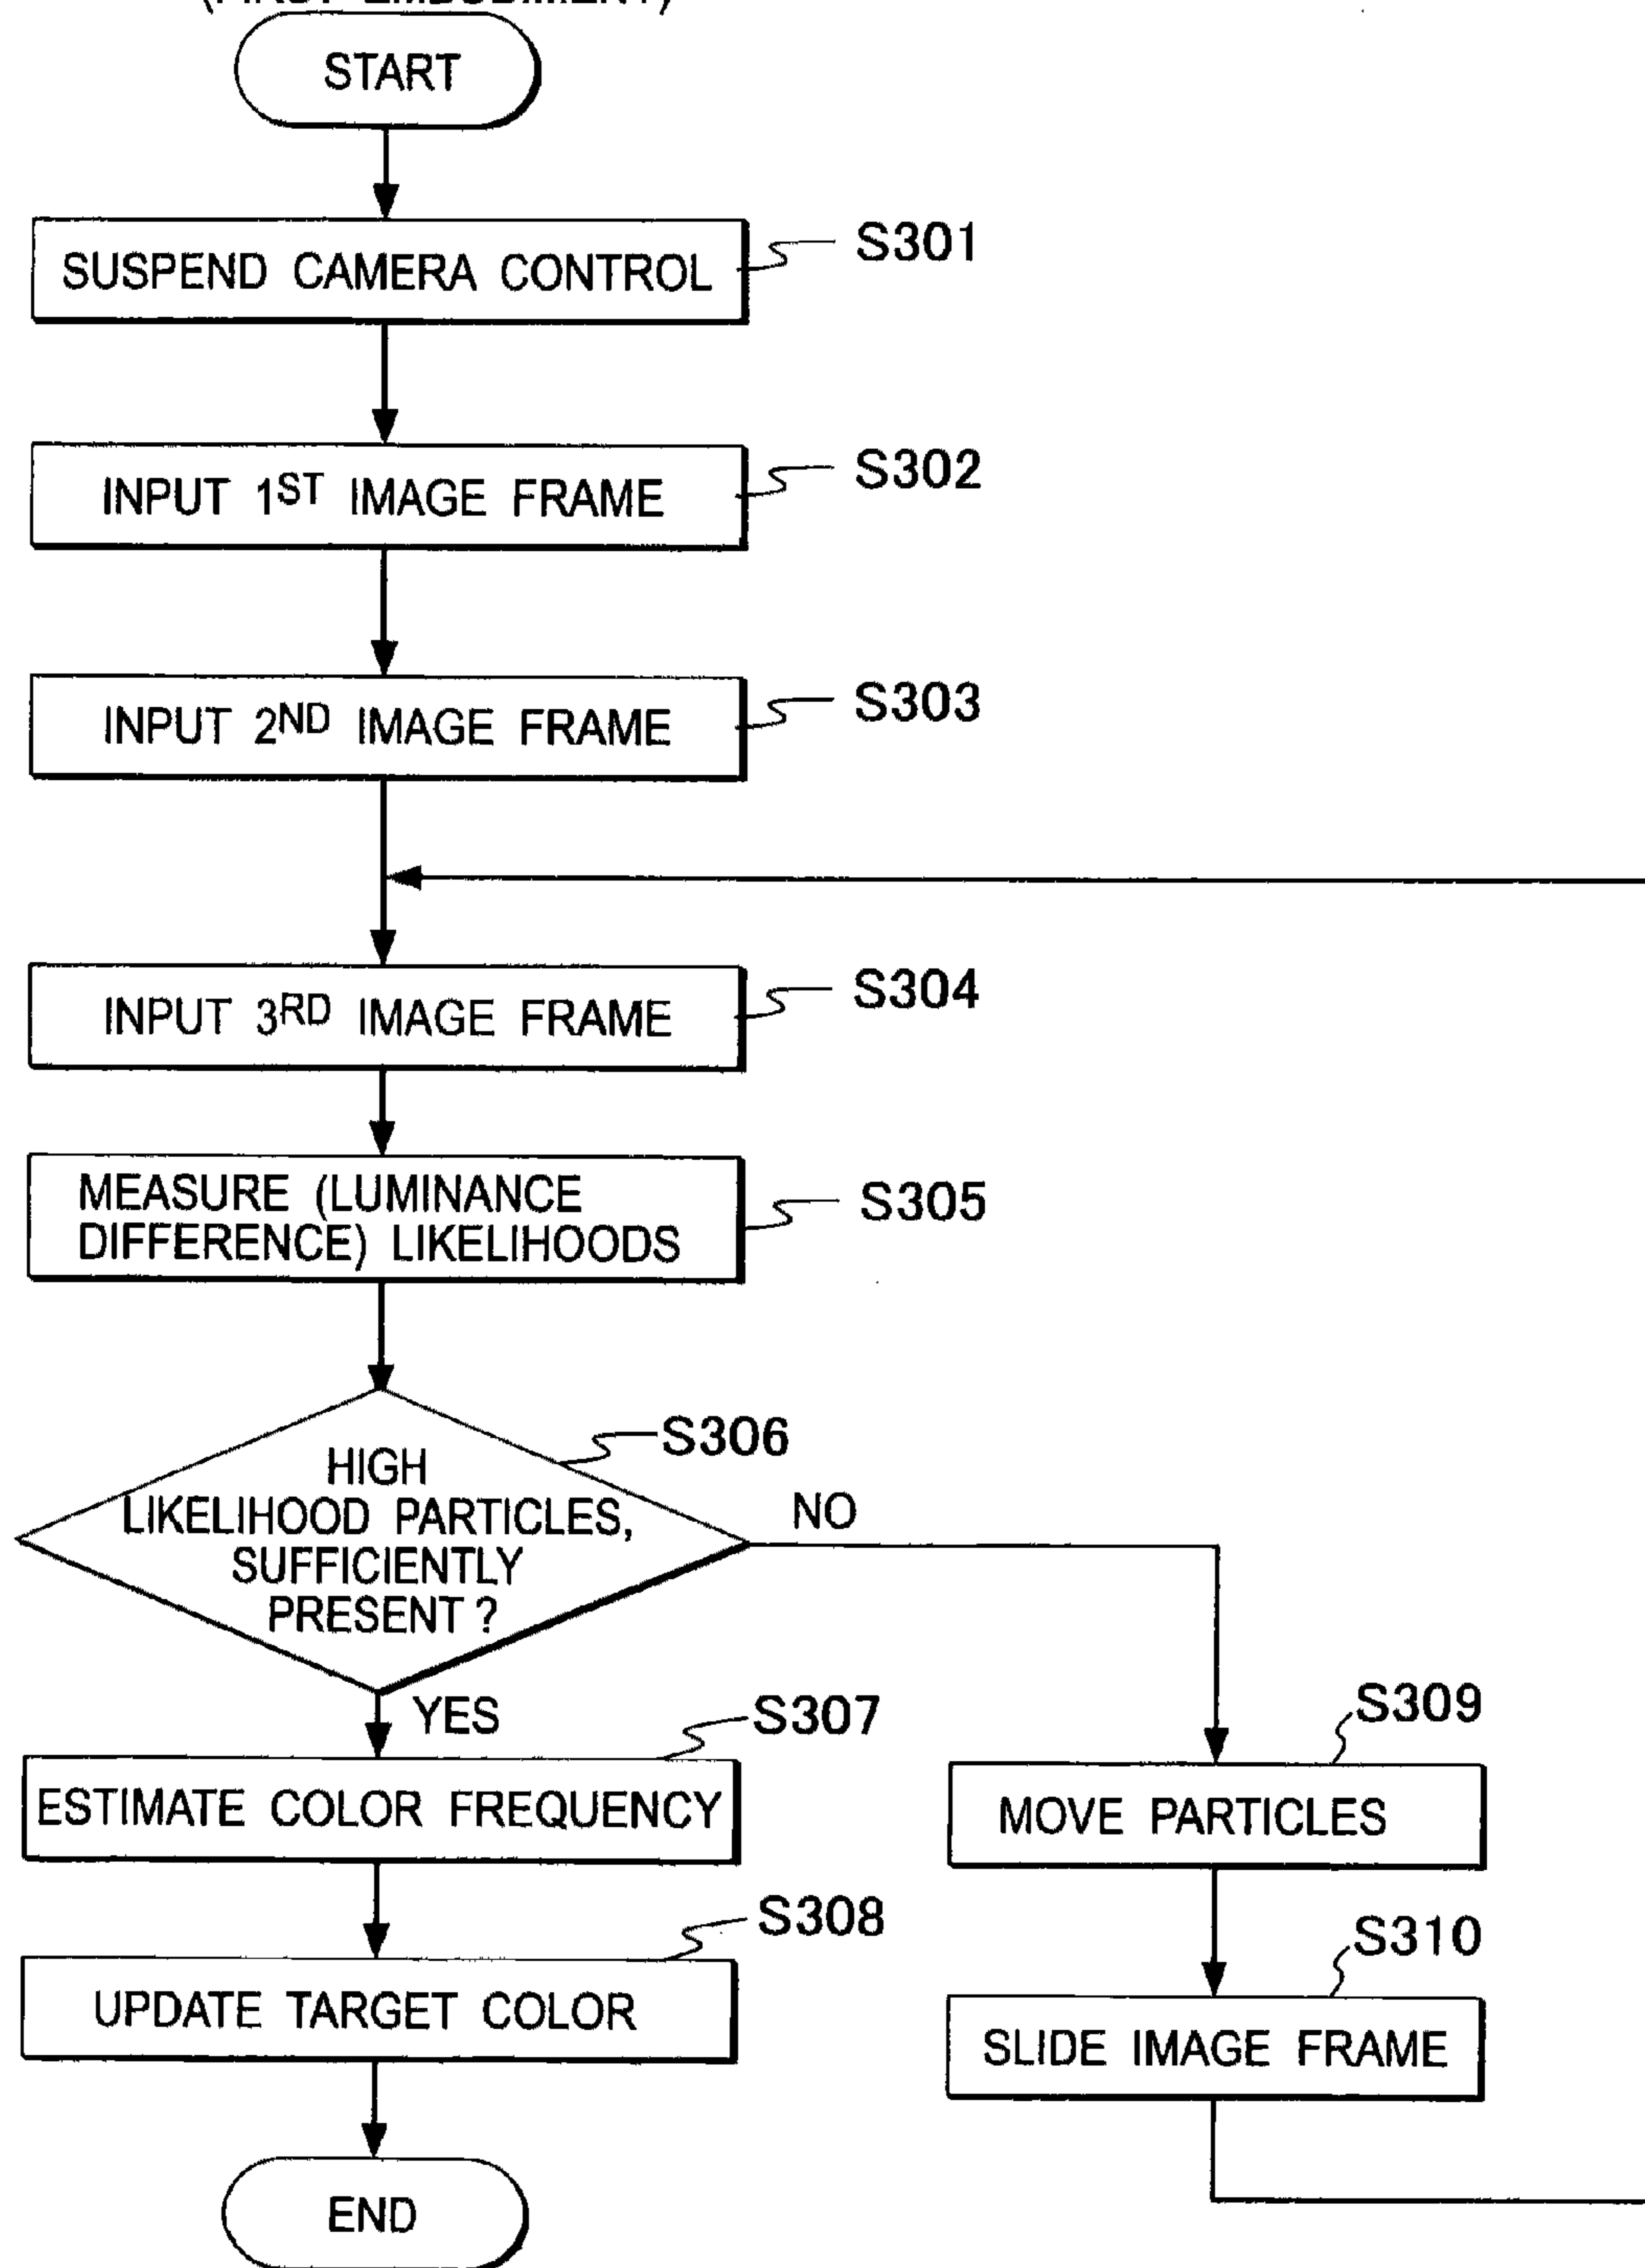 (FIRST EMBODIMENT)
START
SUSPEND CAMERA CONTROL
S301
INPUT 1ST IMAGE FRAME
S302
INPUT 2ND IMAGE FRAME
S303
INPUT 3RD IMAGE FRAME
S304
MEASURE (LUMINANCE
DIFFERENCE) LIKELIHOODS
S305
HIGH
LIKELIHOOD PARTICLES,
SUFFICIENTLY
PRESENT ?
S306
NO
YES
ESTIMATE COLOR FREQUENCY
S307
UPDATE TARGET COLOR
S308
END
MOVE PARTICLES
S309
SLIDE IMAGE FRAME
S310